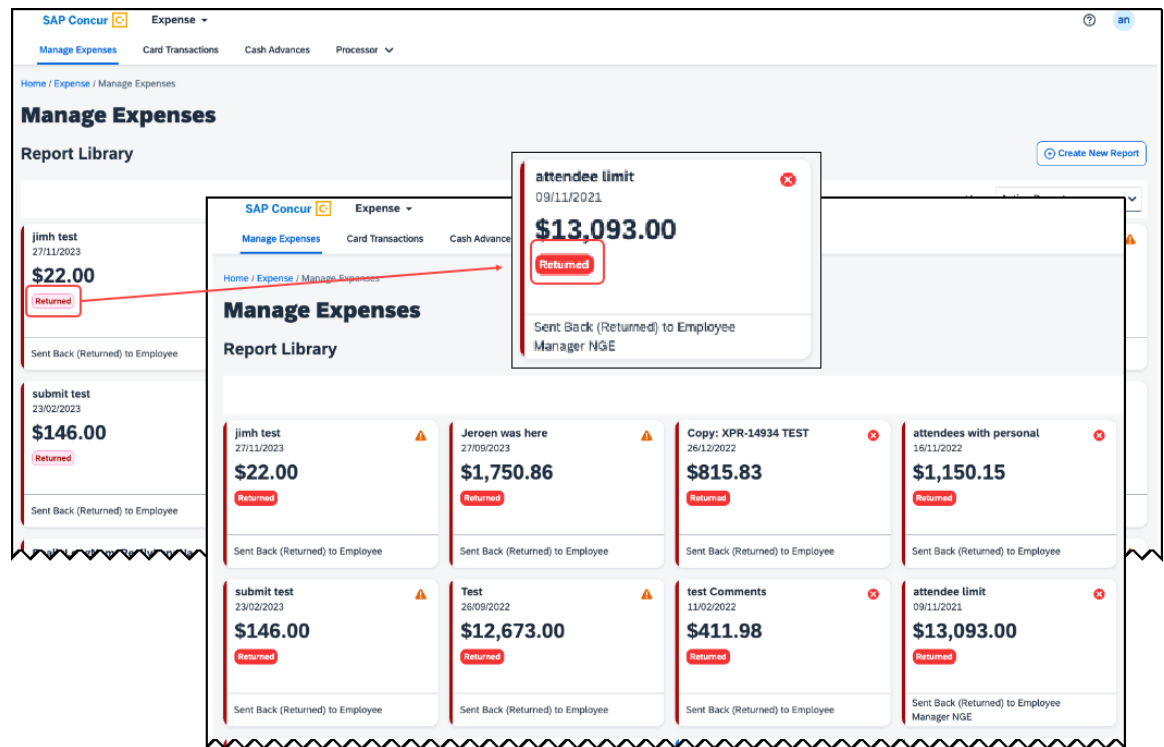 SAP Concur C Expense
an
Manage Expenses Card Transactions Cash Advances Processor
Home / Expense / Manage Expenses
Manage Expenses
Report Library
Create New Report
jimh test
27/11/2023
$22.00
Returned
Sent Back (Returned) to Employee
submit test
23/02/2023
$146.00
Returned
Sent Back (Returned) to Employee
attendee limit
09/11/2021
$13,093.00
Returned
Sent Back (Returned) to Employee
Manager NGE
SAP Concur C Expense
Manage Expenses Card Transactions Cash Advance
Home / Expense / Manage Expenses
Manage Expenses
Report Library
jimh test
27/11/2023
$22.00
Returned
Sent Back (Returned) to Employee
Jeroen was here
27/09/2023
$1,750.86
Returned
Sent Back (Returned) to Employee
Copy: XPR-14934 TEST
26/12/2022
$815.83
Returned
Sent Back (Returned) to Employee
attendees with personal
16/11/2022
$1,150.15
Returned
Sent Back (Returned) to Employee
submit test
23/02/2023
$146.00
Returned
Sent Back (Returned) to Employee
Test
26/09/2022
$12,673.00
Returned
Sent Back (Returned) to Employee
test Comments
11/02/2022
$411.98
Returned
Sent Back (Returned) to Employee
attendee limit
09/11/2021
$13,093.00
Returned
Sent Back (Returned) to Employee
Manager NGE